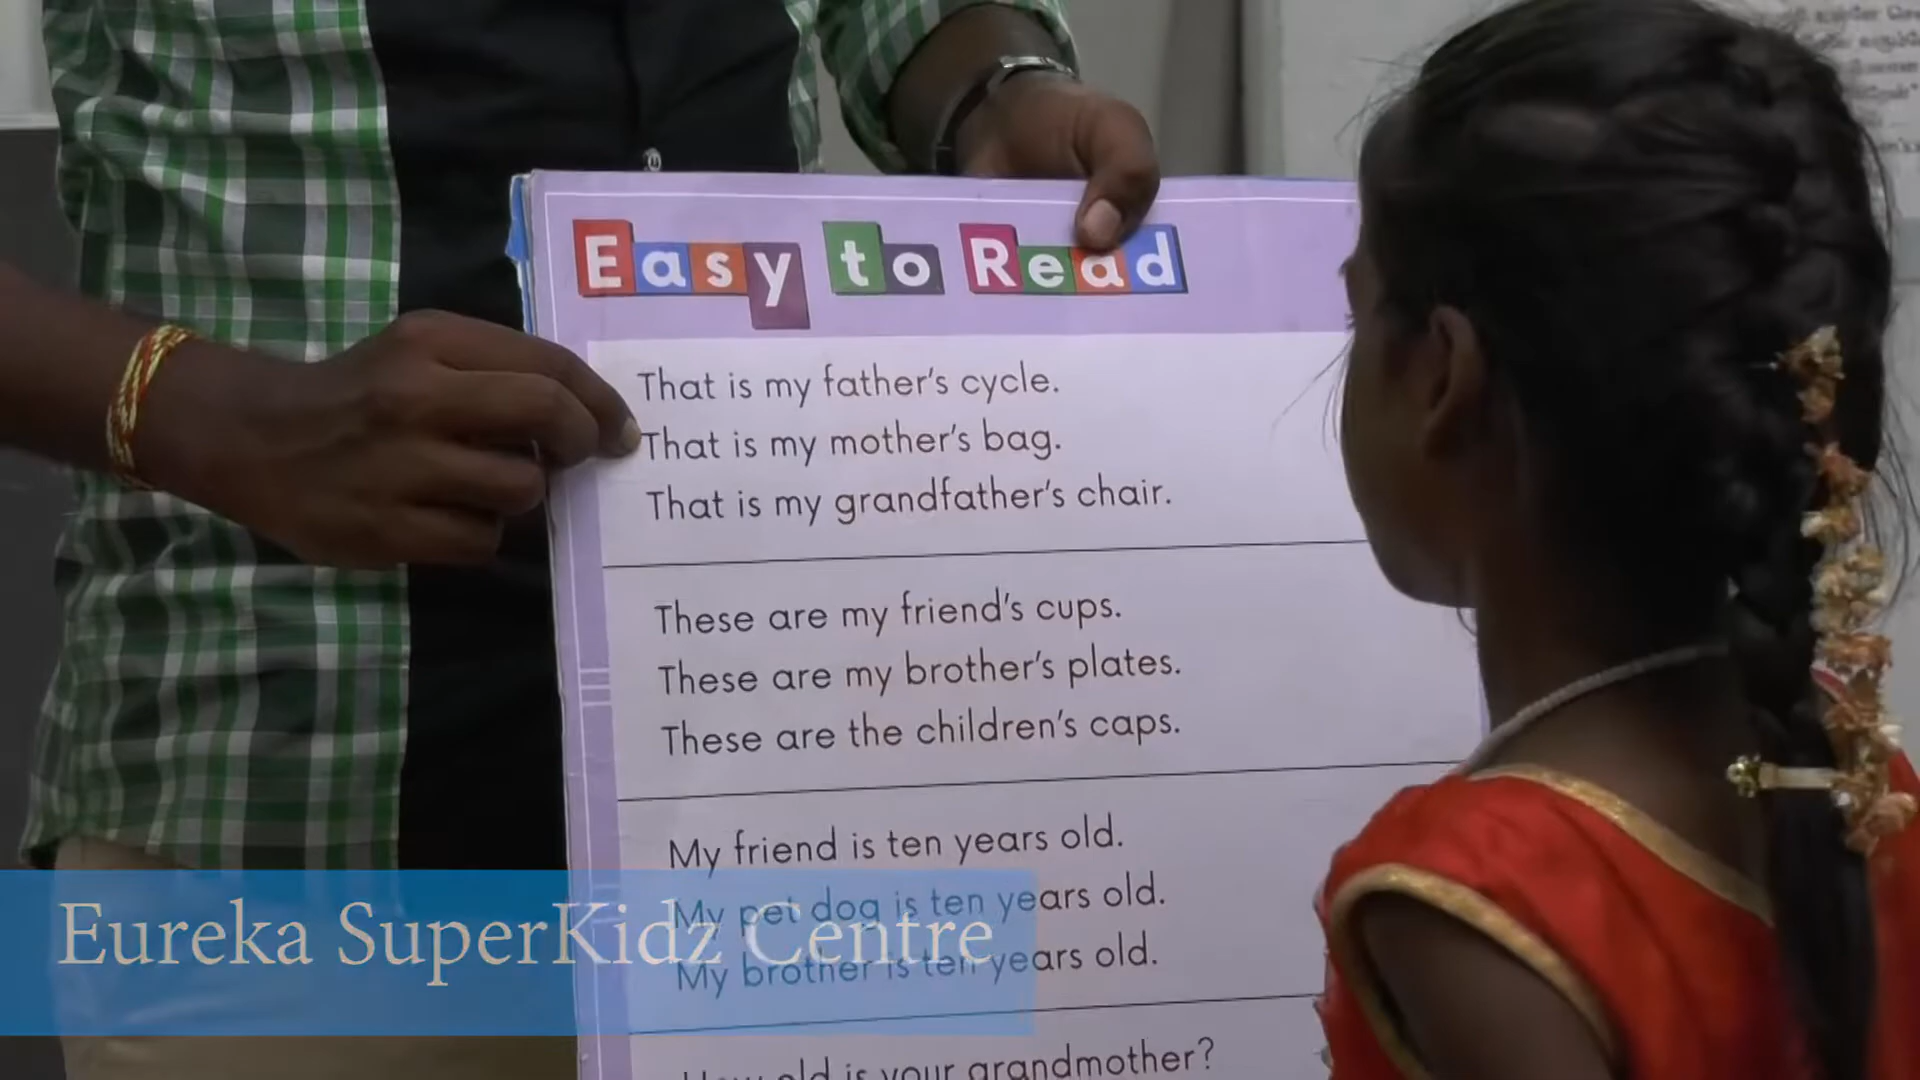 Easy to Read
That is my father's cycle.
That is my mother's bag.
That is my grandfather's chair.
These are my friend's cups.
These are my brother's plates.
These are the children's caps.
My friend is ten years old.
My pet dog is ten years old.
My brother is ten years old.
How old is your grandmother?
Eureka SuperKidz Centre